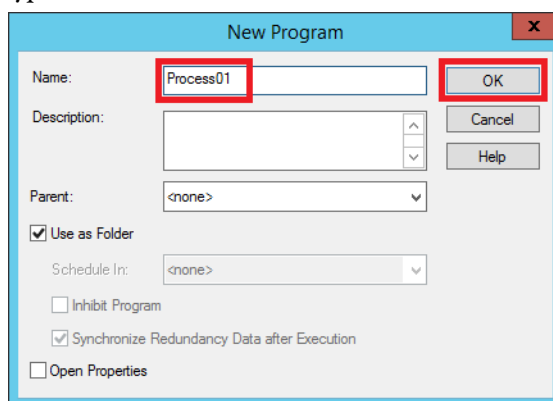 New Program
x
Name: Process01 OK
Description: Cancel
Help
Parent: <none>
Use as Folder
Schedule In: <none>
Inhibit Program
Synchronize Redundancy Data after Execution
Open Properties